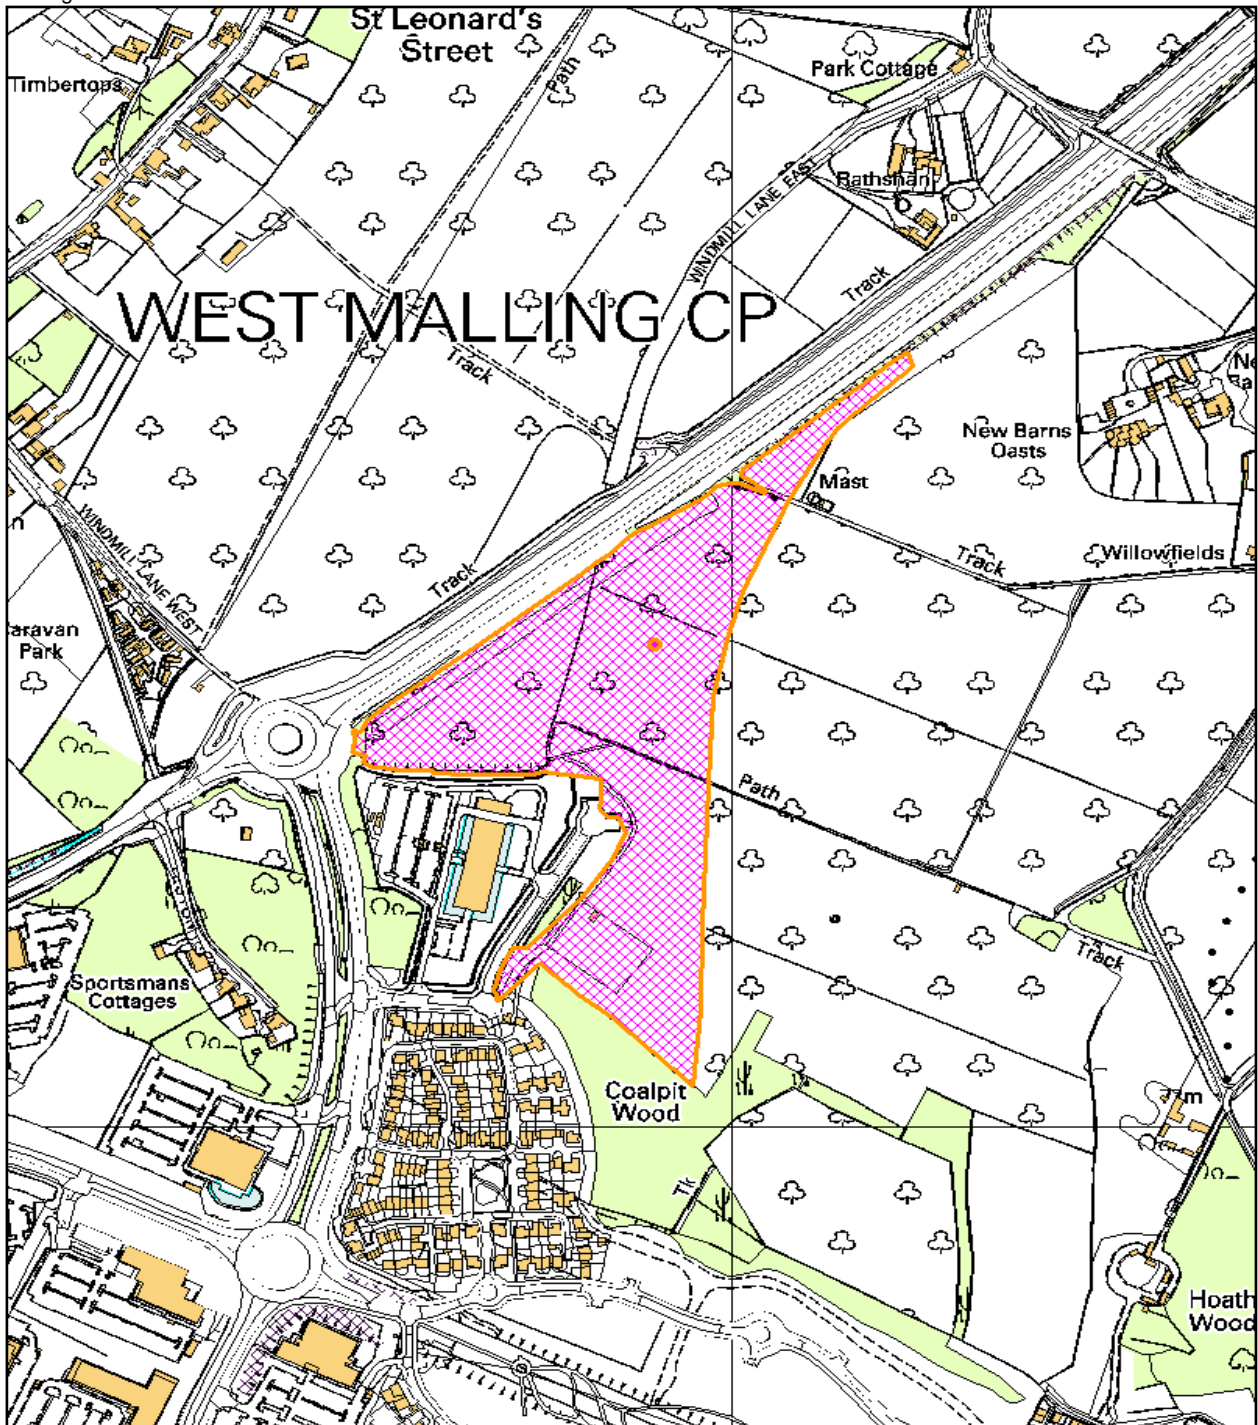 St Leonard's
Street
Timbertops
Path
Park Cottage
WINDMILL LANE EAST
Rathshan
Track
WEST MALLING CP
Track
New Barns
Oasts
Mast
WINDMILL LANE WEST
Track
Track
Willowfields
aravan
Park
Path
Track
Sportsmans
Cottages
Coalpit
Wood
Tk
Hoath
Wood